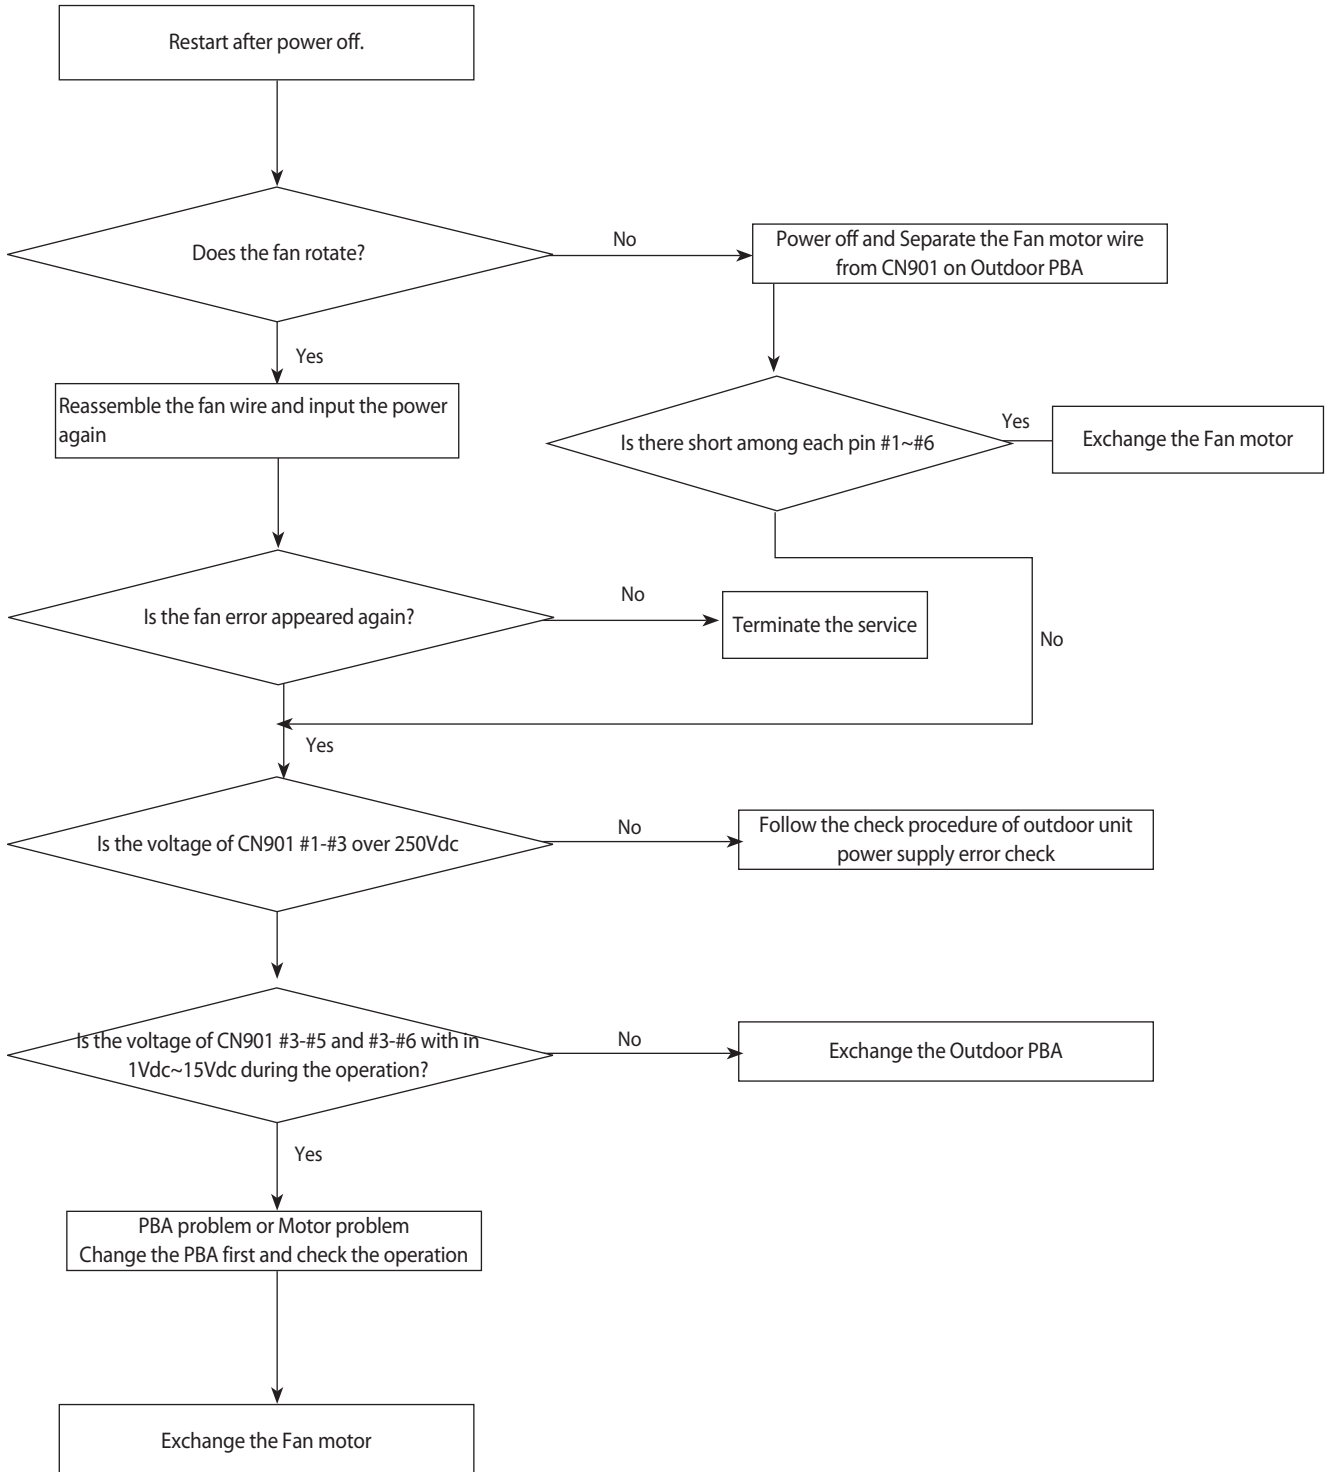 Restart after power off.
Does the fan rotate?
No
Power off and Separate the Fan motor wire
from CN901 on Outdoor PBA
Yes
Reassemble the fan wire and input the power
again
Is there short among each pin #1~#6
Yes
Exchange the Fan motor
Is the fan error appeared again?
No
Terminate the service
No
Yes
Is the voltage of CN901 #1-#3 over 250Vdc
No
Follow the check procedure of outdoor unit
power supply error check
Is the voltage of CN901 #3-#5 and #3-#6 with in
1Vdc~15Vdc during the operation?
No
Exchange the Outdoor PBA
Yes
PBA problem or Motor problem
Change the PBA first and check the operation
Exchange the Fan motor